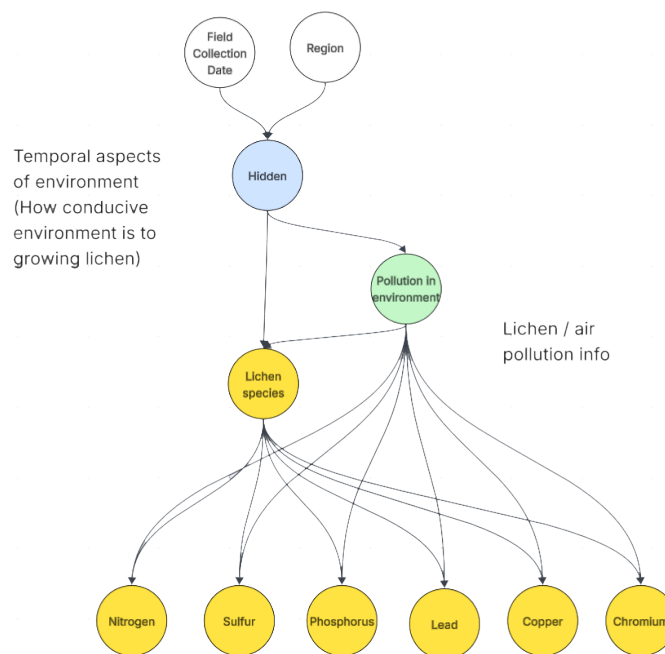 Field
Collection
Date
Region
Temporal aspects
of environment
(How conducive
environment is to
growing lichen)
Hidden
Pollution in
environment
Lichen / air
pollution info
Lichen
species
Nitrogen
Sulfur
Phosphorus
Lead
Copper
Chromium